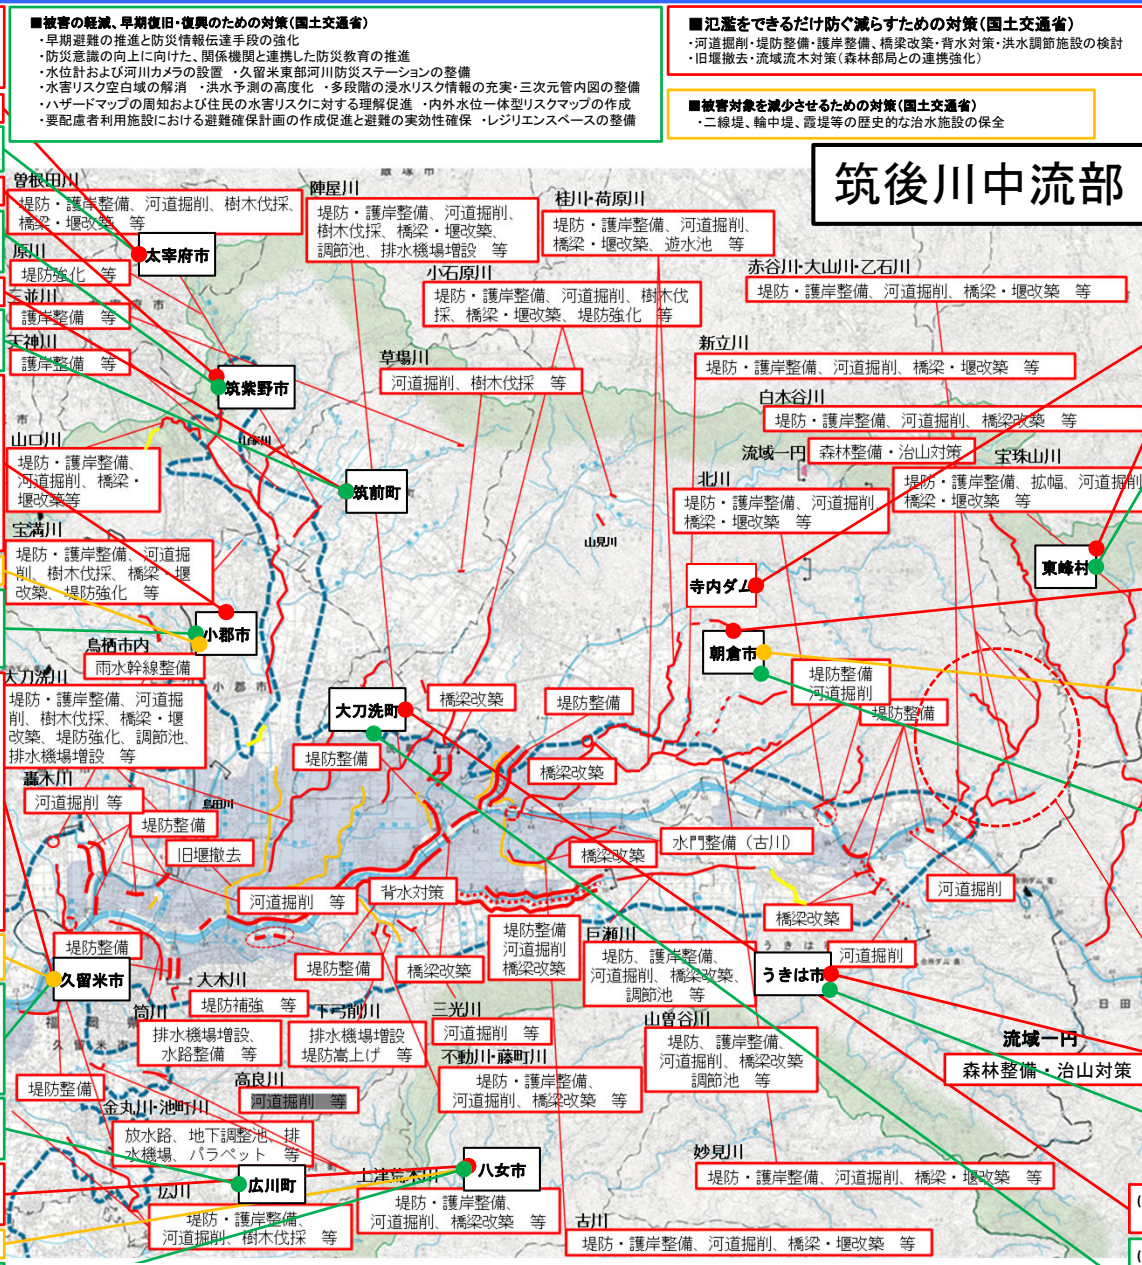 ■被害の軽減、早期復旧・復興のための対策(国土交通省)
・早期避難の推進と防災情報伝達手段の強化
・防災意識の向上に向けた、関係機関と連携した防災教育の推進
・水位計および河川カメラの設置 ・久留米東部河川防災ステーションの整備
・水害リスク空白域の解消 ・洪水予測の高度化 ・多段階の浸水リスク情報の充実・三次元管内図の整備
・ハザードマップの周知および住民の水害リスクに対する理解促進 ・内外水位一体型リスクマップの作成
・要配慮者利用施設における避難確保計画の作成促進と避難の実効性確保 ・レジリエンスベースの整備
■氾濫をできるだけ防ぐ減らすための対策(国土交通省)
・河道掘削・堤防整備・護岸整備、橋梁改築・背水対策・洪水調節施設の検討
・旧堰撤去・流域流木対策(森林部局との連携強化)
■被害対象を減少させるための対策(国土交通省)
・二線堤、輪中堤、霞堤等の歴史的な治水施設の保全
筑後川中流部
曽根田川
堤防・護岸整備、河道掘削、樹木伐採、
橋梁・堰改築 等
陣屋川
堤防・護岸整備、河道掘削、
樹木伐採、橋梁・堰改築、
調節池、排水機場増設 等
桂川・荷原川
堤防・護岸整備、河道掘削、
橋梁・堰改築、遊水池 等
太宰府市
原川
堤防強化 等
小石原川
堤防・護岸整備、河道掘削、樹木伐
採、橋梁・堰改築、堤防強化 等
赤谷川・大山川・乙石川
堤防・護岸整備、河道掘削、橋梁・堰改築 等
三並川
護岸整備 等
天神川
護岸整備 等
草場川
河道掘削、樹木伐採 等
新立川
堤防・護岸整備、河道掘削、橋梁・堰改築 等
筑紫野市
白木谷川
堤防・護岸整備、河道掘削、橋梁改築 等
山口川
堤防・護岸整備、
河道掘削、橋梁・
堰改築等
山家川
流域一円
森林整備・治山対策
宝珠山川
堤防・護岸整備、拡幅、河道掘削
橋梁・堰改築 等
北川
堤防・護岸整備、河道掘削、
橋梁・堰改築 等
筑前町
宝満川
堤防・護岸整備、河道掘
削、樹木伐採、橋梁・堰
改築、堤防強化 等
山見川
東峰村
寺内ダム
小郡市
朝倉市
鳥栖市内
雨水幹線整備
小郡市
堤防整備
河道掘削
大刀洗川
堤防・護岸整備、河道掘
削、樹木伐採、橋梁・堰
改築、堤防強化、調節池、
排水機場増設 等
大刀洗町
橋梁改築
堤防整備
堤防整備
堤防整備
橋梁改築
轟木川
河道掘削 等
堤防整備
旧堰撤去
橋梁改築
水門整備（古川）
背水対策
河道掘削 等
河道掘削
橋梁改築
堤防整備
堤防整備
橋梁改築
堤防整備
河道掘削
橋梁改築
巨瀬川
堤防、護岸整備、
河道掘削、橋梁改築、
調節池 等
河道掘削
久留米市
大木川
堤防補強 等
うきは市
筒川
排水機場増設、
水路整備 等
下弓削川
排水機場増設
堤防嵩上げ 等
三光川
河道掘削 等
山曽谷川
堤防、護岸整備、
河道掘削、橋梁改築
調節池 等
流域一円
森林整備・治山対策
日田
堤防整備
高良川
河道掘削 等
不動川・藤町川
堤防・護岸整備、
河道掘削、橋梁改築 等
金丸川・池町川
放水路、地下調整池、排
水機場、パラペット 等
広川町
上津荒木川
八女市
妙見川
堤防・護岸整備、河道掘削、橋梁・堰改築 等
広川
堤防・護岸整備、
河道掘削、樹木伐採 等
堤防・護岸整備、
河道掘削、橋梁改築 等
古川
堤防・護岸整備、河道掘削、橋梁・堰改築 等